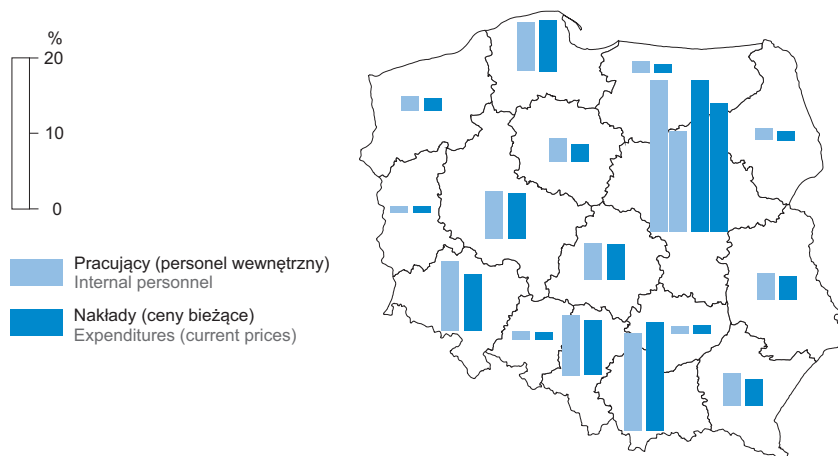 %
20
10
0
Pracujący (personel wewnętrzny)
Internal personnel
Nakłady (ceny bieżące)
Expenditures (current prices)